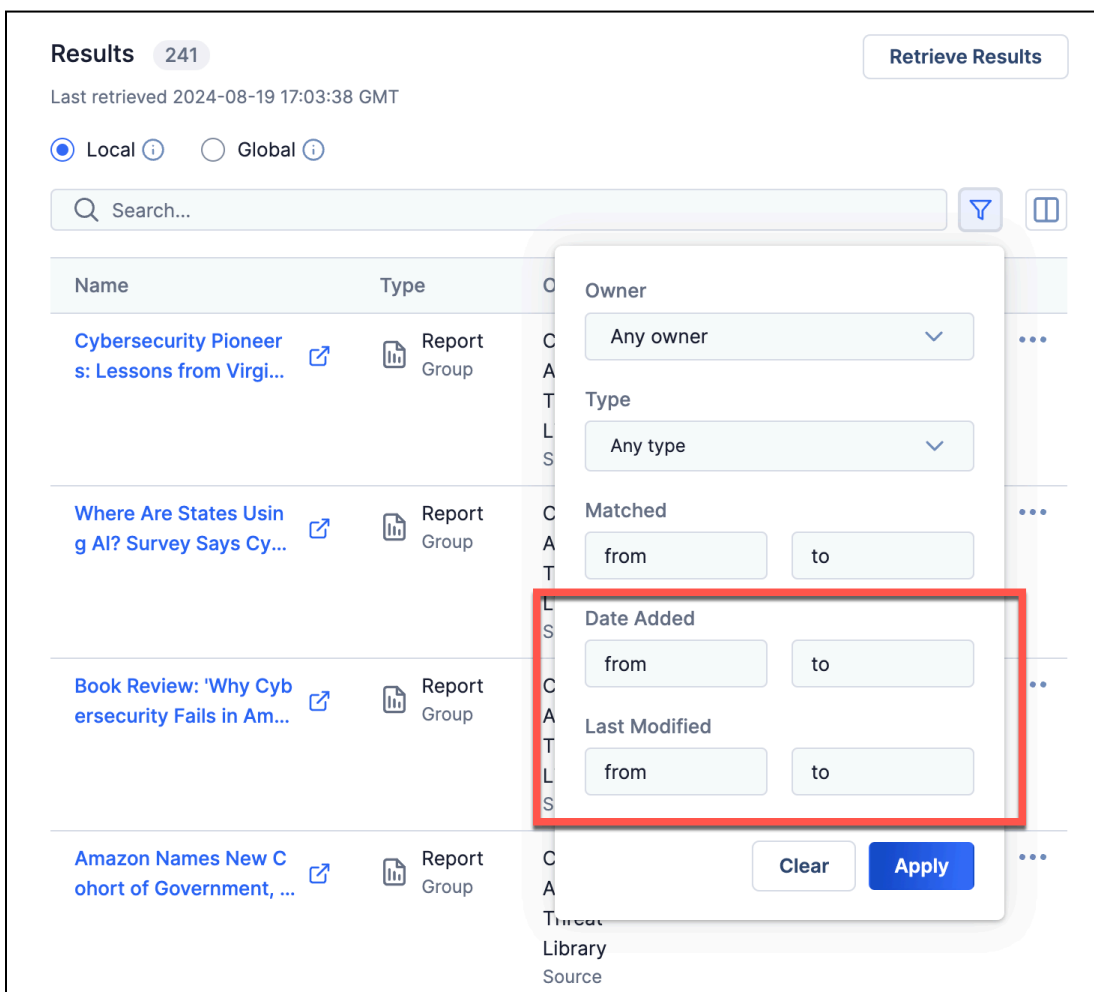 Results 241
Retrieve Results
Last retrieved 2024-08-19 17:03:38 GMT
Local Global
Search...
Name Type
Owner
Any owner
Type
Any type
Matched
from to
Date Added
from to
Last Modified
from to
Clear Apply
Cybersecurity Pioneer
s: Lessons from Virgi...
Report
Group
Where Are States Usin
g AI? Survey Says Cy...
Report
Group
Book Review: 'Why Cyb
ersecurity Fails in Am...
Report
Group
Amazon Names New C
ohort of Government, ...
Report
Group
Threat
Library
Source